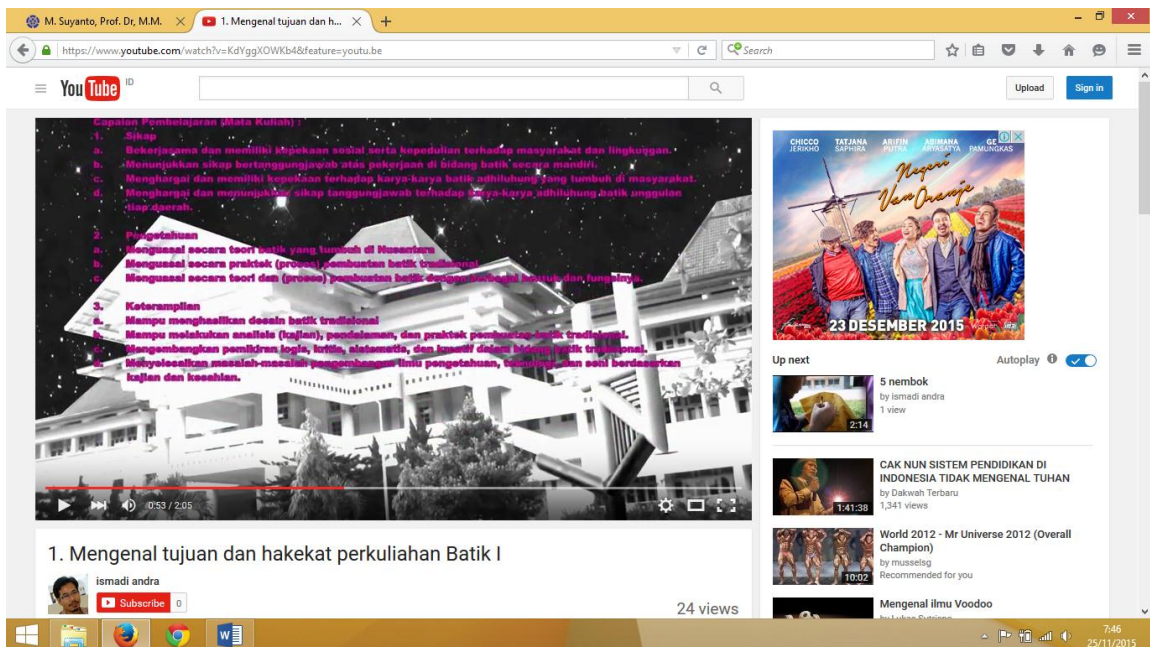 M. Suyanto, Prof. Dr, M.M.
1. Mengenal tujuan dan h...
https://www.youtube.com/watch?v=KdYggXOWKb4&feature=youtu.be
Search
YouTube ID
Upload
Sign in
Capaian Pembelajaran (Mata Kuliah) :
1. Sikap
a. Bekerjasama dan memiliki kepekaan sosial serta kepedulian terhadap masyarakat dan lingkungan.
b. Menunjukkan sikap bertanggungjawab atas pekerjaan di bidang batik secara mandiri.
c. Menghargai dan memiliki kepekaan terhadap karya-karya batik adhiluhung yang tumbuh di masyarakat.
d. Menghargai dan menunjukkan sikap tanggungjawab terhadap karya-karya adhiluhung batik unggulan
tiap daerah.
2. Pengetahuan
a. Menguasai secara teori batik yang tumbuh di Nusantara
b. Menguasai secara praktek (proses) pembuatan batik tradisional
c. Menguasai secara teori dan (proses) pembuatan batik dengan berbagai bentuk dan fungsinya.
3. Keterampilan
a. Mampu menghasilkan desain batik tradisional
b. Mampu melakukan analisis (kajian), pendalaman, dan praktek pembuatan batik tradisional.
c. Mengembangkan pemikiran logis, kritis, sistematis, dan kreatif dalam bidang batik tradisional.
d. Menyelesaikan masalah-masalah pengembangan ilmu pengetahuan, teknologi, dan seni berdasarkan
kajian dan keahlian.
0:53 / 2:05
1. Mengenal tujuan dan hakekat perkuliahan Batik I
ismadi andra
Subscribe 0
24 views
CHICCO JERIKHO
TATJANA SAPHIRA
ARIFIN PUTRA
ABIMANA ARYASATYA
GE PAMUNGKAS
Negeri
Van Oranje
23 DESEMBER 2015
Up next
Autoplay
5 nembok
by ismadi andra
1 view
2:14
CAK NUN SISTEM PENDIDIKAN DI
INDONESIA TIDAK MENGENAL TUHAN
by Dakwah Terbaru
1,341 views
1:41:38
World 2012 - Mr Universe 2012 (Overall
Champion)
by musselsg
Recommended for you
10:02
Mengenal ilmu Voodoo
7:46
25/11/2015